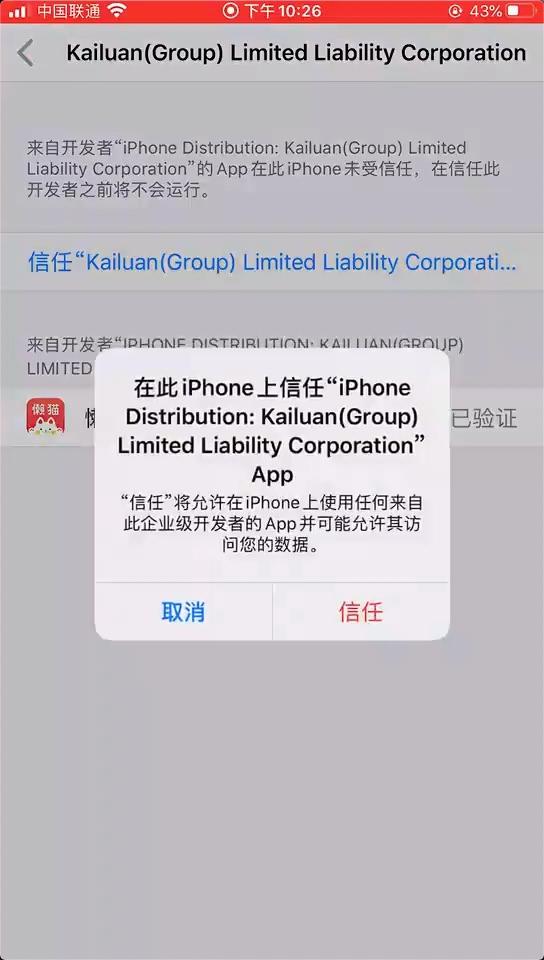 中国联通 下午10:26 43%
Kailuan(Group) Limited Liability Corporation
来自开发者“iPhone Distribution: Kailuan(Group) Limited
Liability Corporation”的App在此iPhone未受信任，在信任此
开发者之前将不会运行。
信任“Kailuan(Group) Limited Liability Corporati...
来自开发者“IPHONE DISTRIBUTION: KAILUAN(GROUP)
LIMITED
懒猫
已验证
在此iPhone上信任“iPhone
Distribution: Kailuan(Group)
Limited Liability Corporation”
App
“信任”将允许在iPhone上使用任何来自
此企业级开发者的App并可能允许其访
问您的数据。
取消 信任